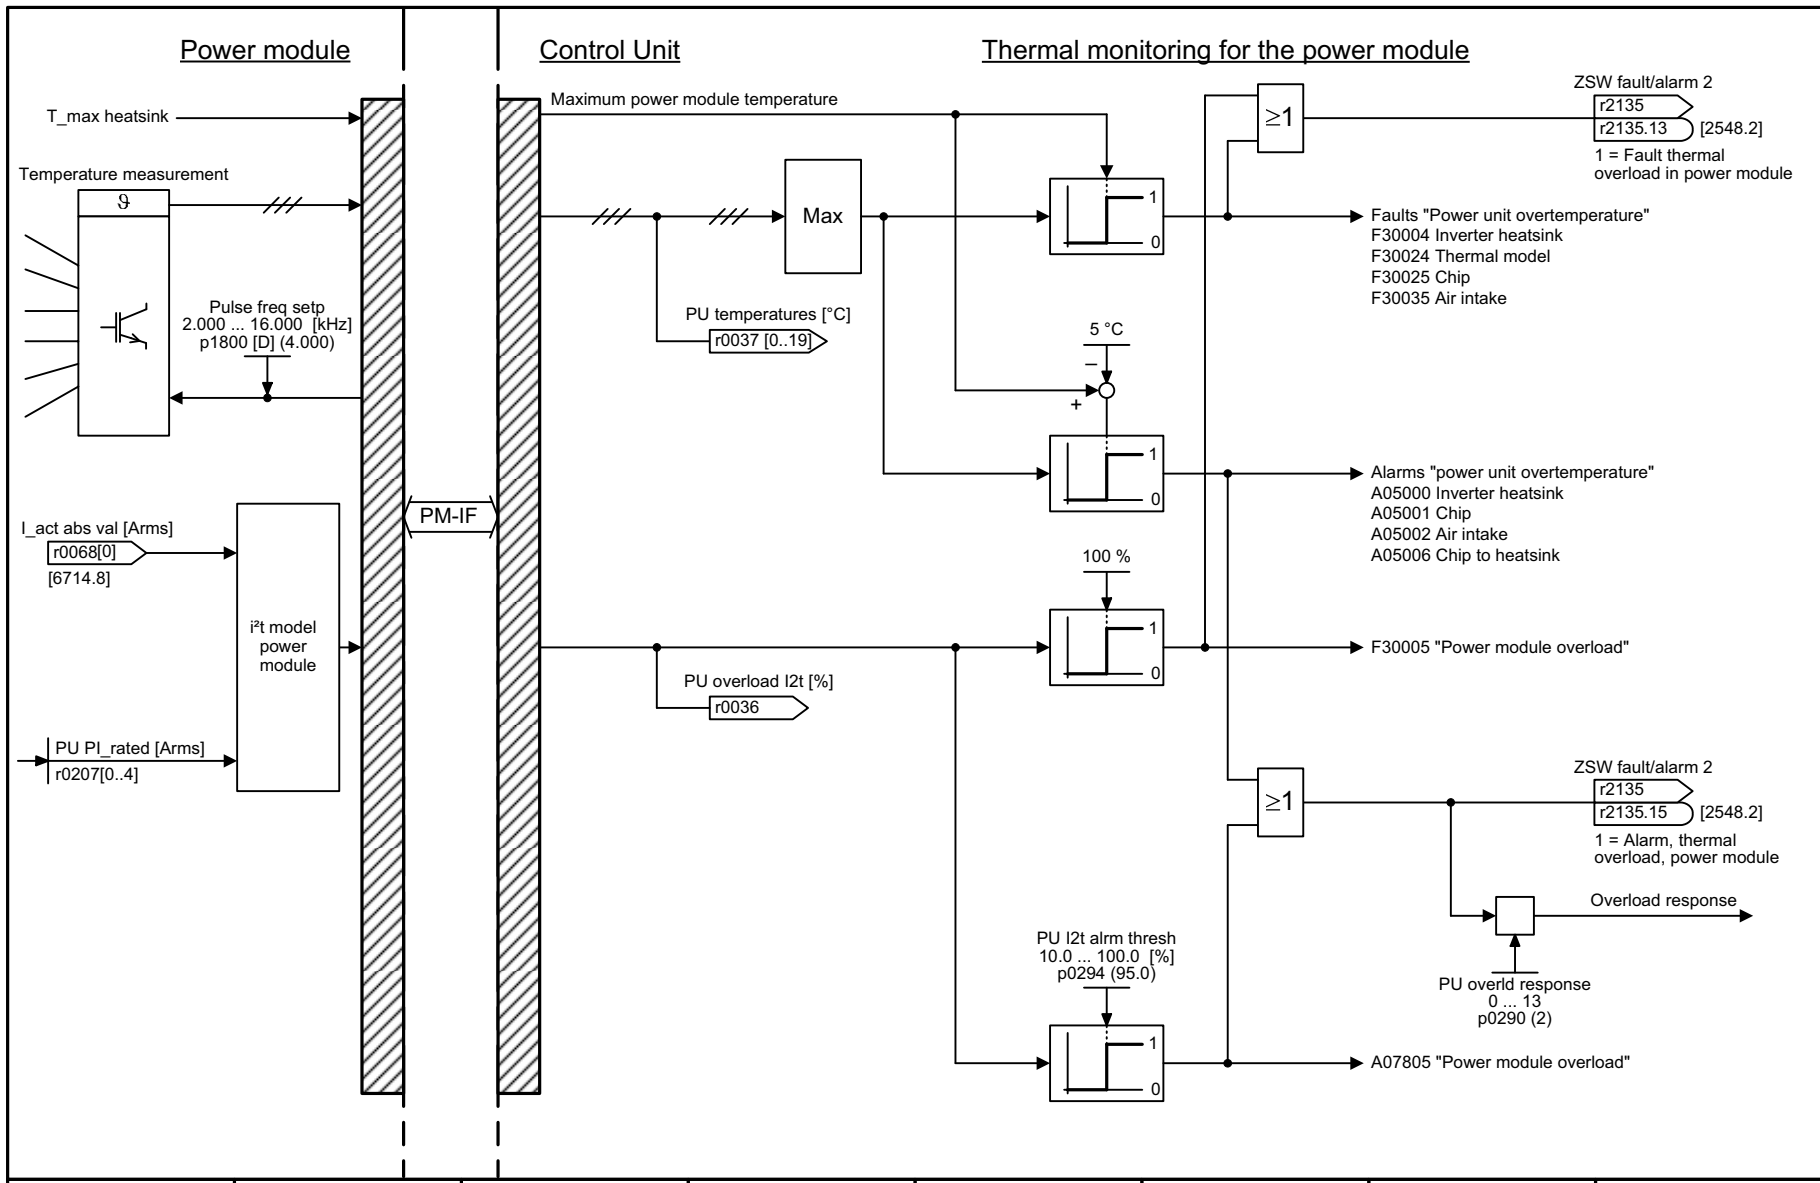 Power module
Control Unit
Thermal monitoring for the power module
T_max heatsink
Temperature measurement
ϑ
Pulse freq setp
2.000 ... 16.000 [kHz]
p1800 [D] (4.000)
I_act abs val [Arms]
r0068[0]
[6714.8]
i²t model
power
module
PU PI_rated [Arms]
r0207[0..4]
PM-IF
Maximum power module temperature
Max
PU temperatures [°C]
r0037 [0..19]
PU overload I2t [%]
r0036
1
0
5 °C
–
+
1
0
100 %
1
0
PU I2t alrm thresh
10.0 ... 100.0 [%]
p0294 (95.0)
1
0
≥1
ZSW fault/alarm 2
r2135
r2135.13 [2548.2]
1 = Fault thermal
overload in power module
Faults "Power unit overtemperature"
F30004 Inverter heatsink
F30024 Thermal model
F30025 Chip
F30035 Air intake
Alarms "power unit overtemperature"
A05000 Inverter heatsink
A05001 Chip
A05002 Air intake
A05006 Chip to heatsink
F30005 "Power module overload"
≥1
ZSW fault/alarm 2
r2135
r2135.15 [2548.2]
1 = Alarm, thermal
overload, power module
Overload response
PU overld response
0 ... 13
p0290 (2)
A07805 "Power module overload"